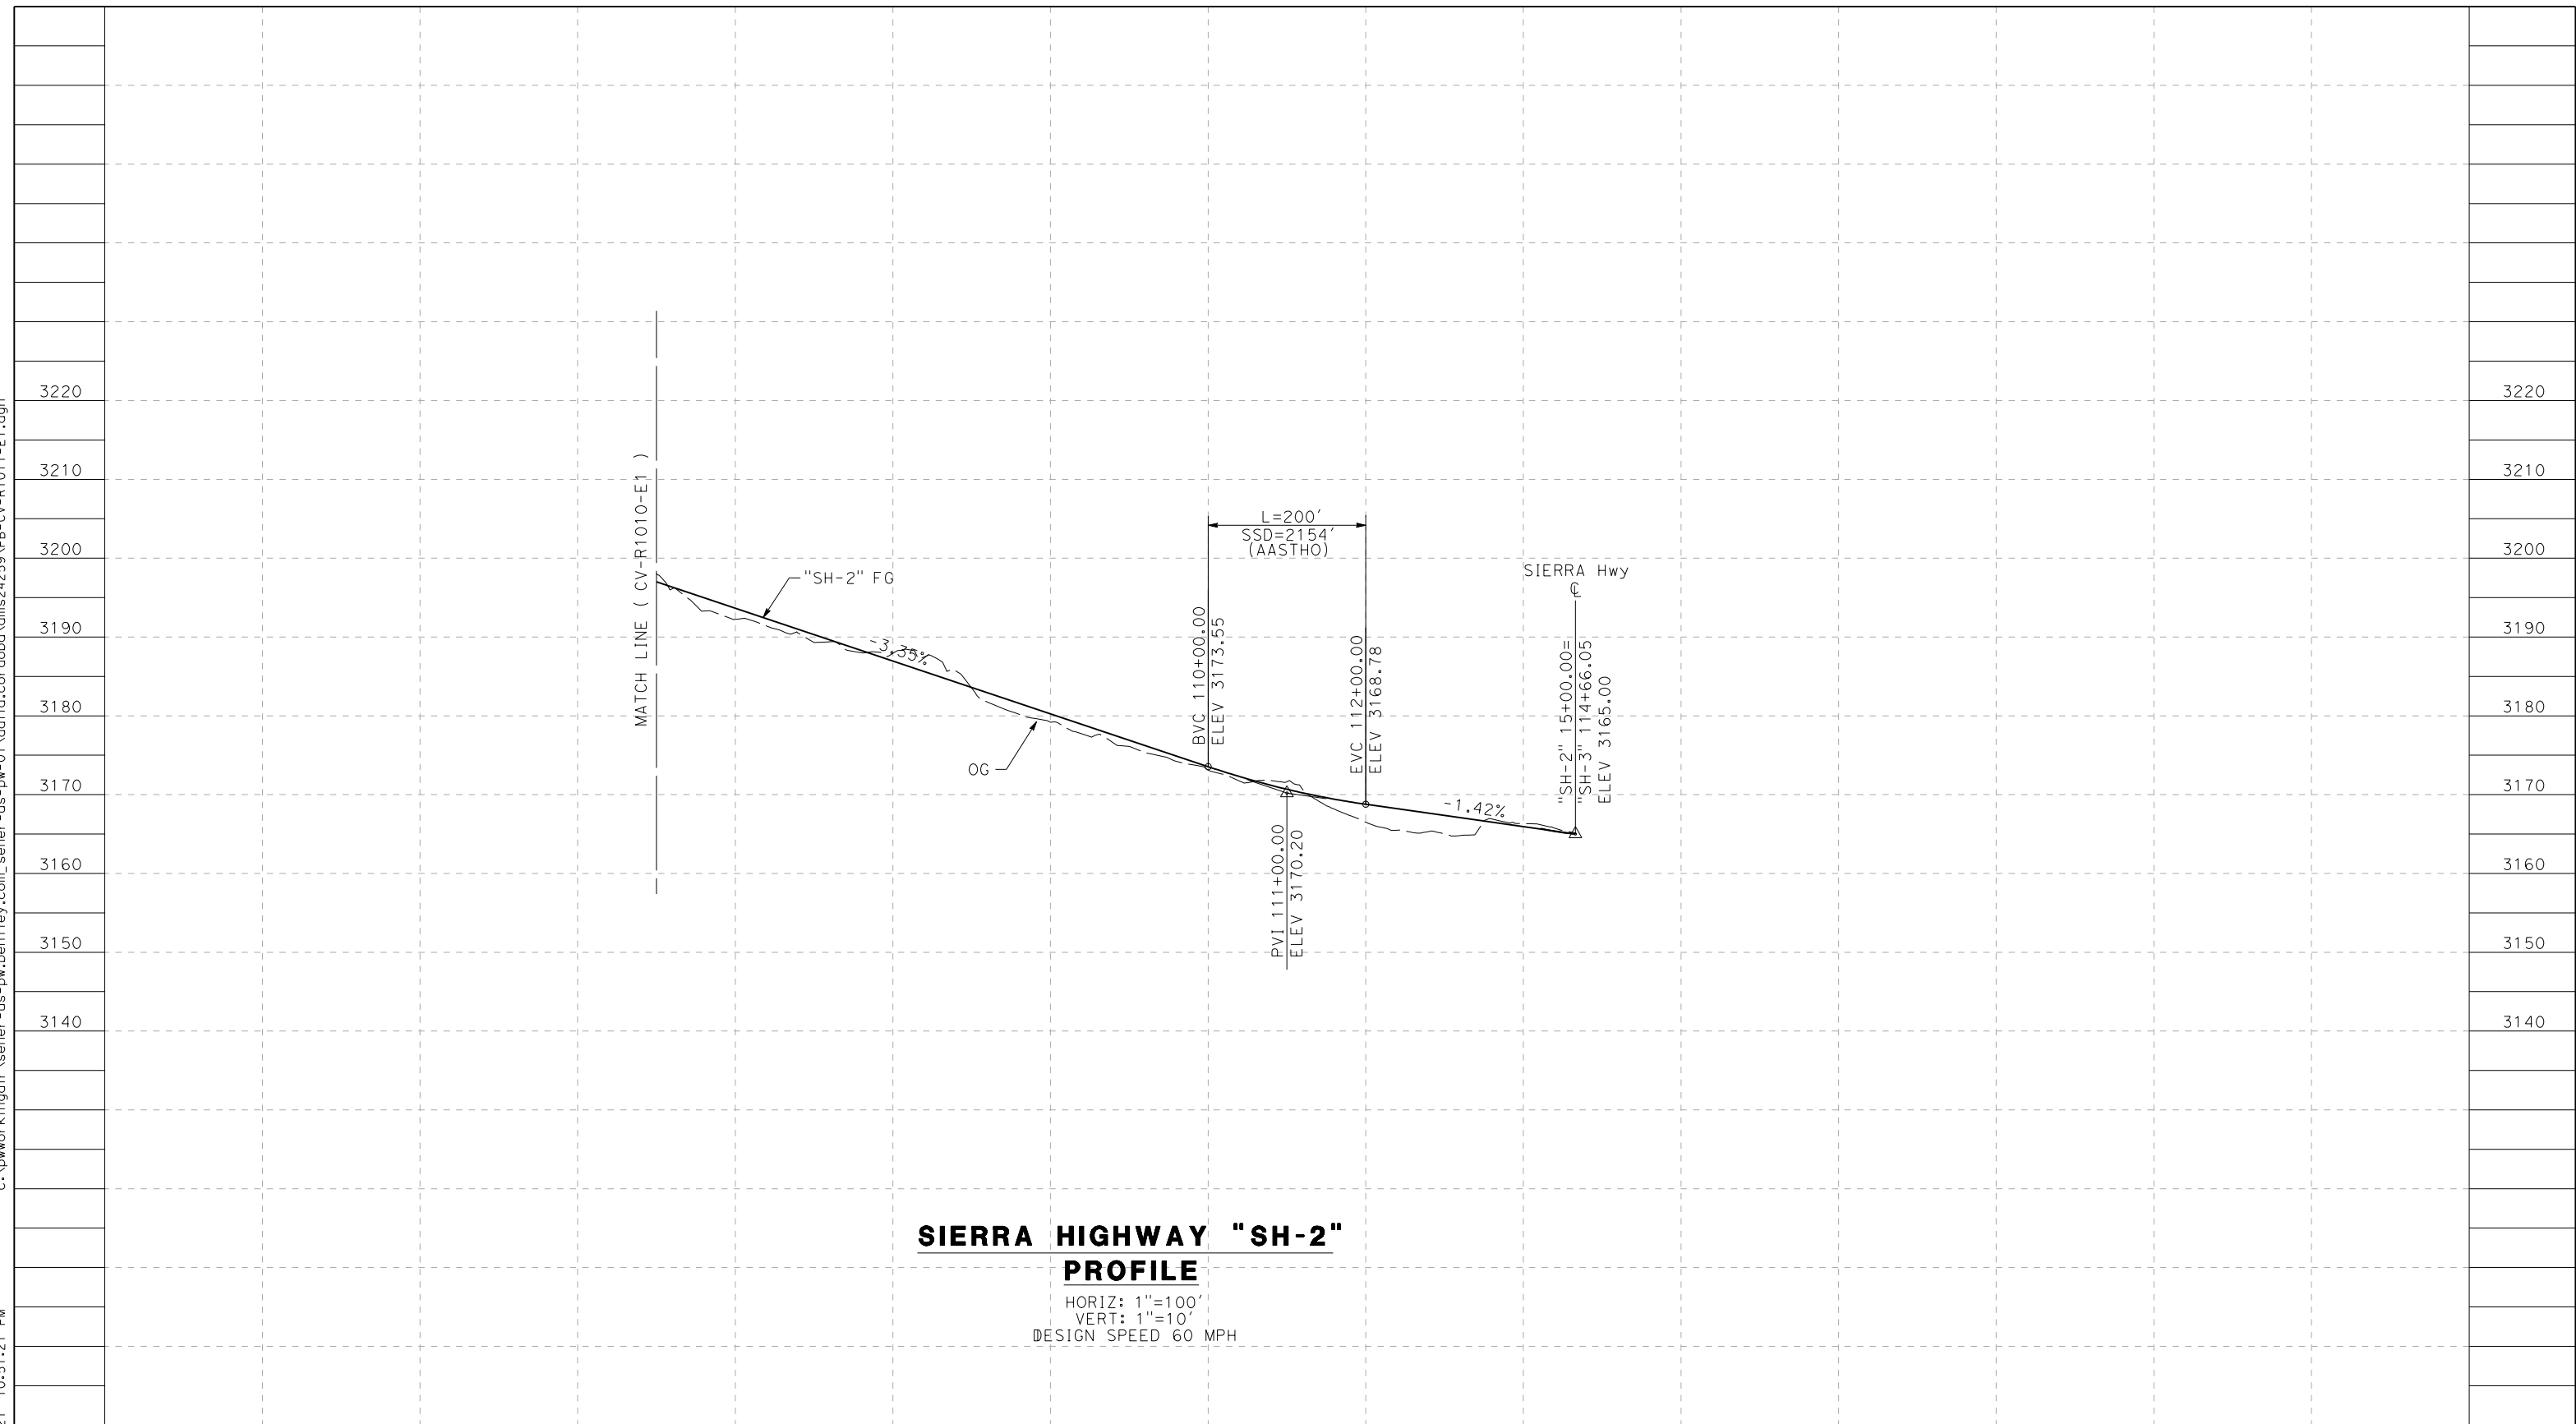 3220
3210
3200
3190
3180
3170
3160
3150
3140
MATCH LINE ( CV-R1010-E1 )
"SH-2" FG
-3.35%
OG
L=200'
SSD=2154'
(AASTHO)
BVC 110+00.00
ELEV 3173.55
PVI 111+00.00
ELEV 3170.20
EVC 112+00.00
ELEV 3168.78
-1.42%
SIERRA Hwy
℄
"SH-2" 15+00.00=
"SH-3" 114+66.05
ELEV 3165.00
3220
3210
3200
3190
3180
3170
3160
3150
3140
SIERRA HIGHWAY "SH-2"
PROFILE
HORIZ: 1"=100'
VERT: 1"=10'
DESIGN SPEED 60 MPH